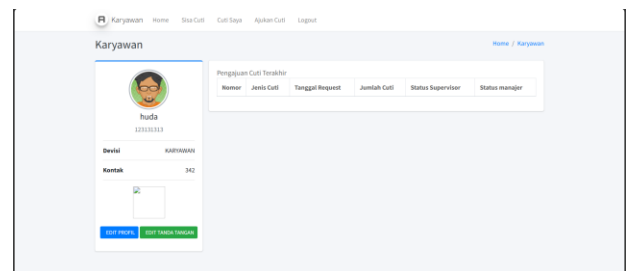 Karyawan Home Sisa Cuti Cuti Saya Ajukan Cuti Logout
Karyawan
Home / Karyawan
huda
123131313
Devisi KARYAWAN
Kontak 342
EDIT PROFIL EDIT TANDA TANGAN
Pengajuan Cuti Terakhir
Nomor Jenis Cuti Tanggal Request Jumlah Cuti Status Supervisor Status manajer